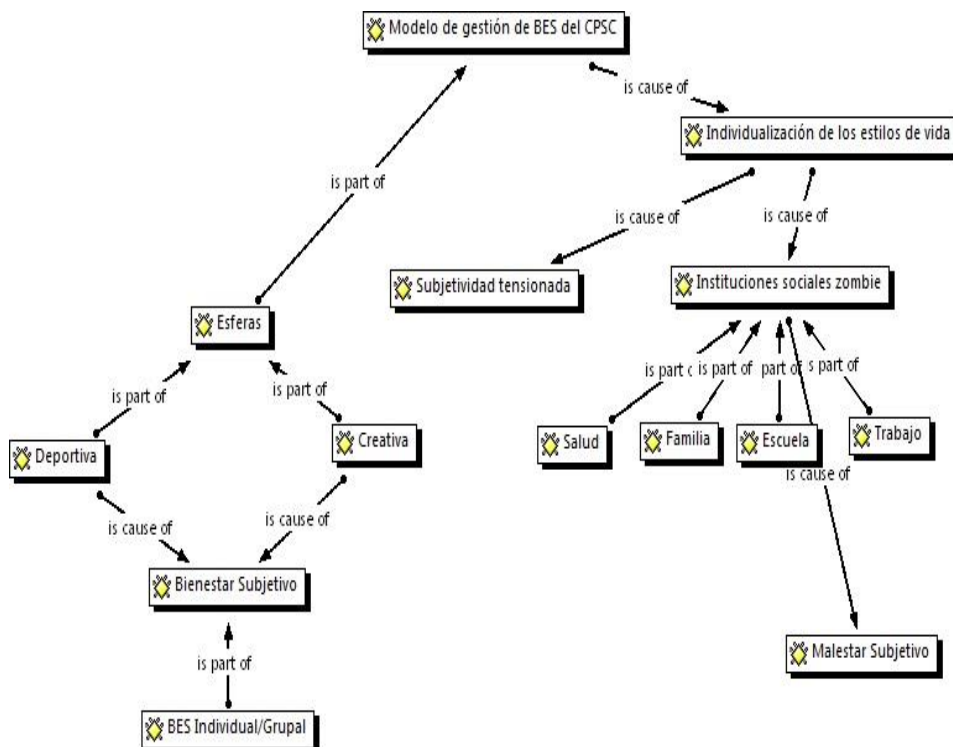 Modelo de gestión de BES del CPSC
is cause of
Individualización de los estilos de vida
is part of
is cause of
is cause of
Subjetividad tensionada
Instituciones sociales zombie
Esferas
is part of
is part of
is part
is part of
part of
is part of
Deportiva
Creativa
Salud
Familia
Escuela
Trabajo
is cause of
is cause of
is cause of
Bienestar Subjetivo
is part of
Malestar Subjetivo
BES Individual/Grupal